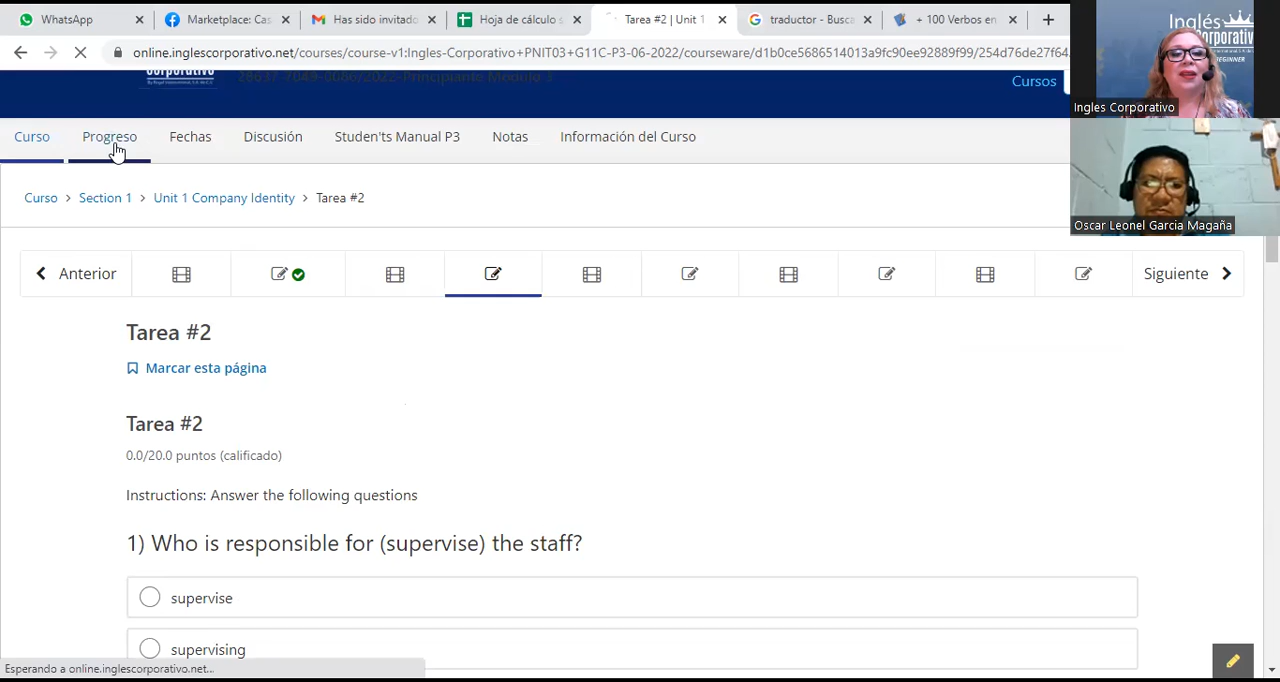 WhatsApp
Marketplace: Cas
Has sido invitado
Hoja de cálculo s
Tarea #2 | Unit 1
traductor - Busca
+ 100 Verbos en
online.inglescorporativo.net/courses/course-v1:Ingles-Corporativo+PNIT03+G11C-P3-06-2022/courseware/d1b0ce5686514013a9fc90ee92889f99/254d76de27f64
Inglés
Corporativo
BEGINNER
Ingles Corporativo
Oscar Leonel Garcia Magaña
Cursos
Curso
Progreso
Fechas
Discusión
Studen'ts Manual P3
Notas
Información del Curso
Curso > Section 1 > Unit 1 Company Identity > Tarea #2
Anterior
Siguiente
Tarea #2
Marcar esta página
Tarea #2
0.0/20.0 puntos (calificado)
Instructions: Answer the following questions
1) Who is responsible for (supervise) the staff?
supervise
supervising
Esperando a online.inglescorporativo.net...